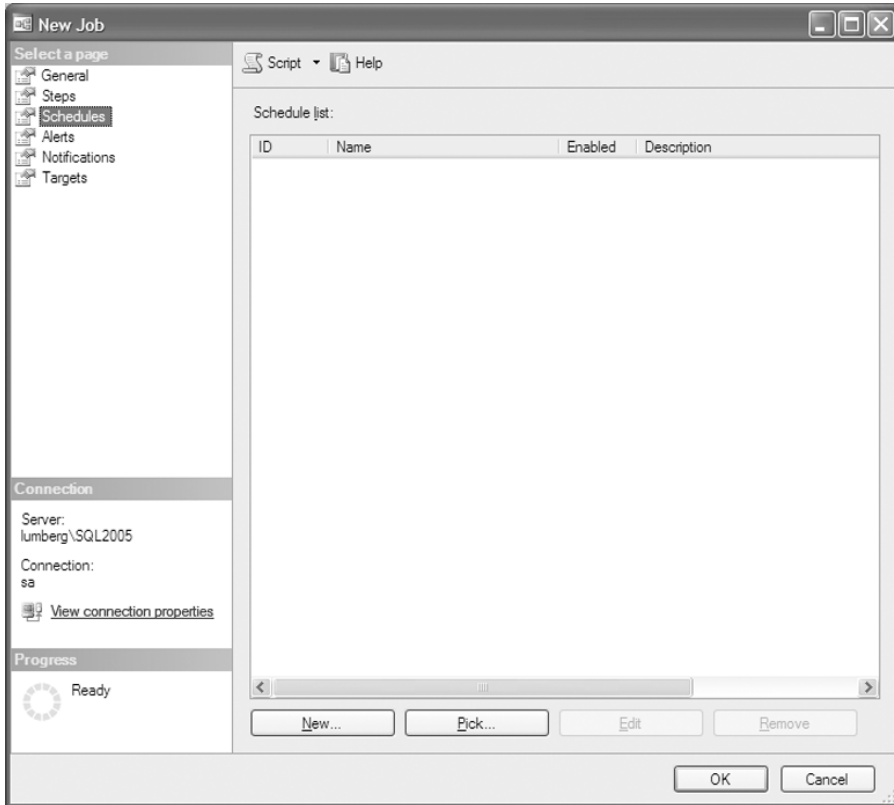 New Job
Select a page
General
Steps
Schedules
Alerts
Notifications
Targets
Script
Help
Schedule list:
ID Name Enabled Description
Connection
Server:
lumberg\SQL2005
Connection:
sa
View connection properties
Progress
Ready
New... Pick... Edit Remove
OK Cancel